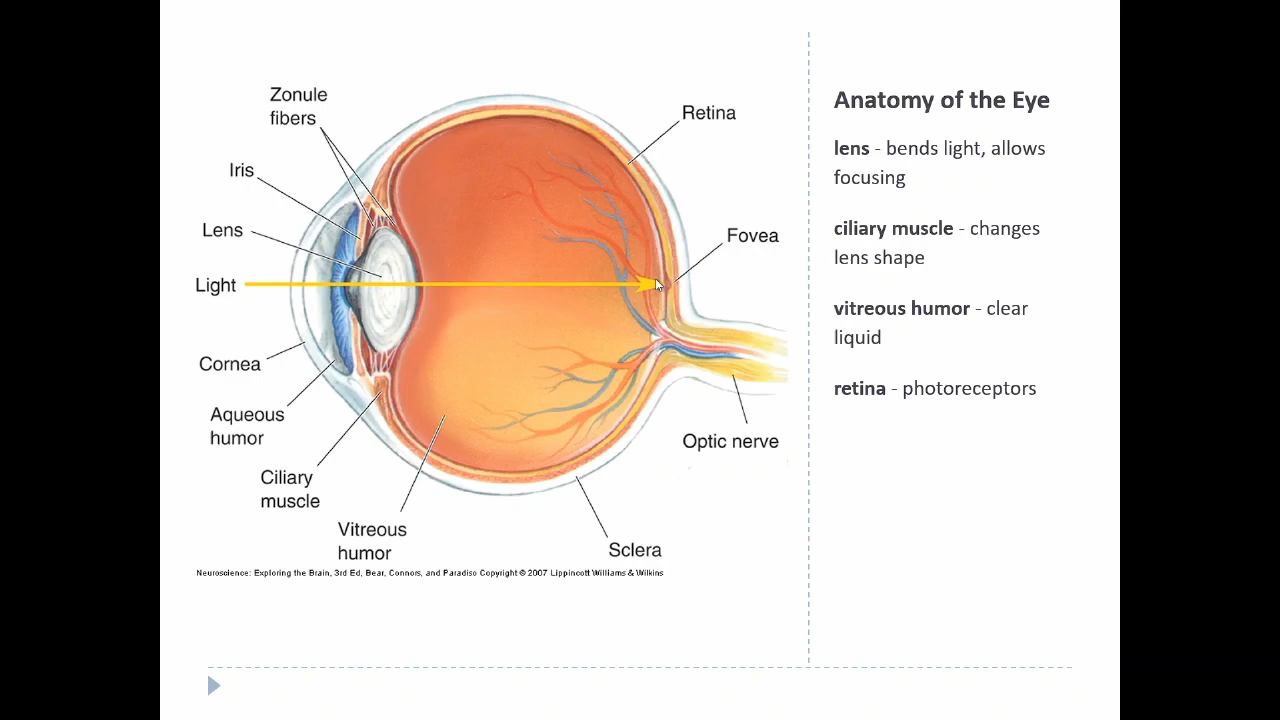 Zonule
fibers
Iris
Lens
Light
Cornea
Aqueous
humor
Ciliary
muscle
Vitreous
humor
Retina
Fovea
Optic nerve
Sclera
Neuroscience: Exploring the Brain, 3rd Ed, Bear, Connors, and Paradiso Copyright © 2007 Lippincott Williams & Wilkins
Anatomy of the Eye
lens - bends light, allows
focusing
ciliary muscle - changes
lens shape
vitreous humor - clear
liquid
retina - photoreceptors